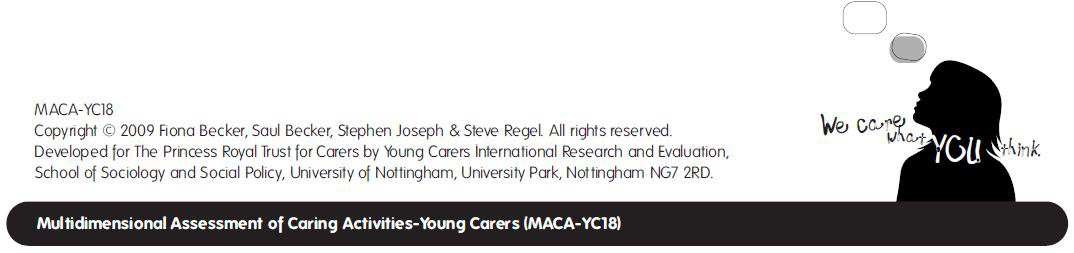 MACA-YC18
Copyright © 2009 Fiona Becker, Saul Becker, Stephen Joseph & Steve Regel. All rights reserved.
Developed for The Princess Royal Trust for Carers by Young Carers International Research and Evaluation,
School of Sociology and Social Policy, University of Nottingham, University Park, Nottingham NG7 2RD.
We care what YOU think.
Multidimensional Assessment of Caring Activities-Young Carers (MACA-YC18)